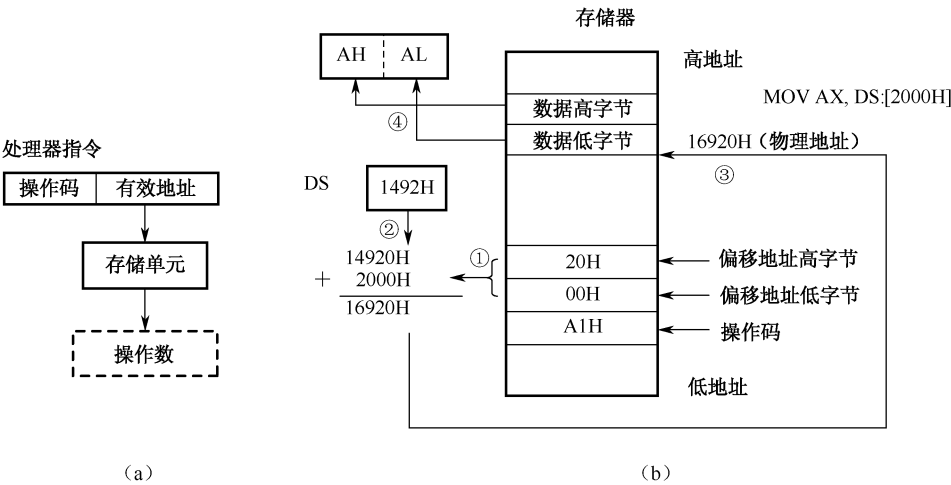 存储器
AH AL
高地址
MOV AX, DS:[2000H]
数据高字节
④
数据低字节
16920H（物理地址）
③
处理器指令
操作码 有效地址
DS 1492H
②
存储单元
14920H
①
20H
偏移地址高字节
+ 2000H
00H
偏移地址低字节
16920H
A1H
操作码
操作数
低地址
（a）
（b）